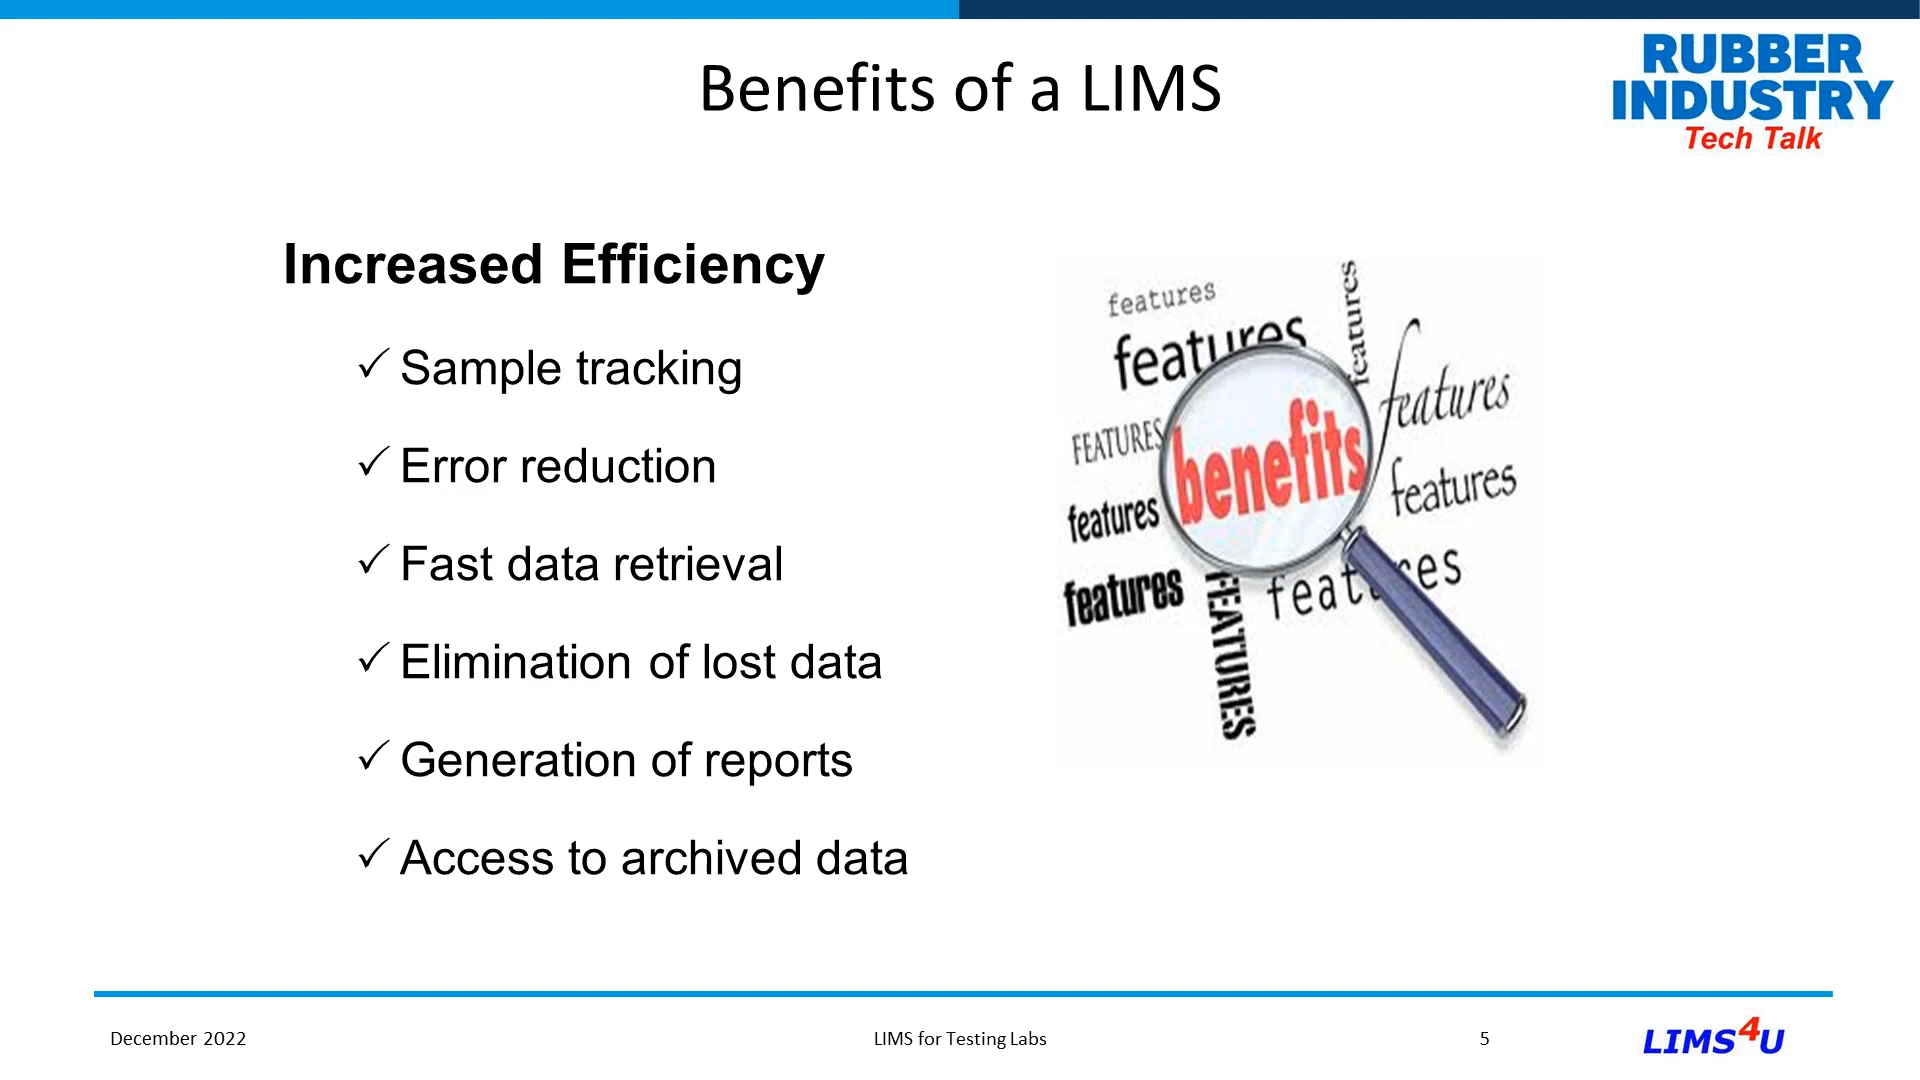 Benefits of a LIMS
RUBBER
INDUSTRY
Tech Talk
Increased Efficiency
✓ Sample tracking
✓ Error reduction
✓ Fast data retrieval
✓ Elimination of lost data
✓ Generation of reports
✓ Access to archived data
features
features
features
features
FEATURES
benefits
features
features
features
features
FEATURES
December 2022
LIMS for Testing Labs
5
LIMS4U